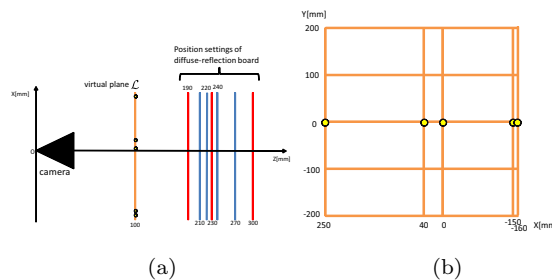 Position settings of
diffuse-reflection board
virtual plane ℒ
190 220 240
X[mm]
0
Z[mm]
camera
100
210 230 270 300
(a)
Y[mm]
200
100
0
-100
-200
250 40 0 -150 X[mm]
-160
(b)